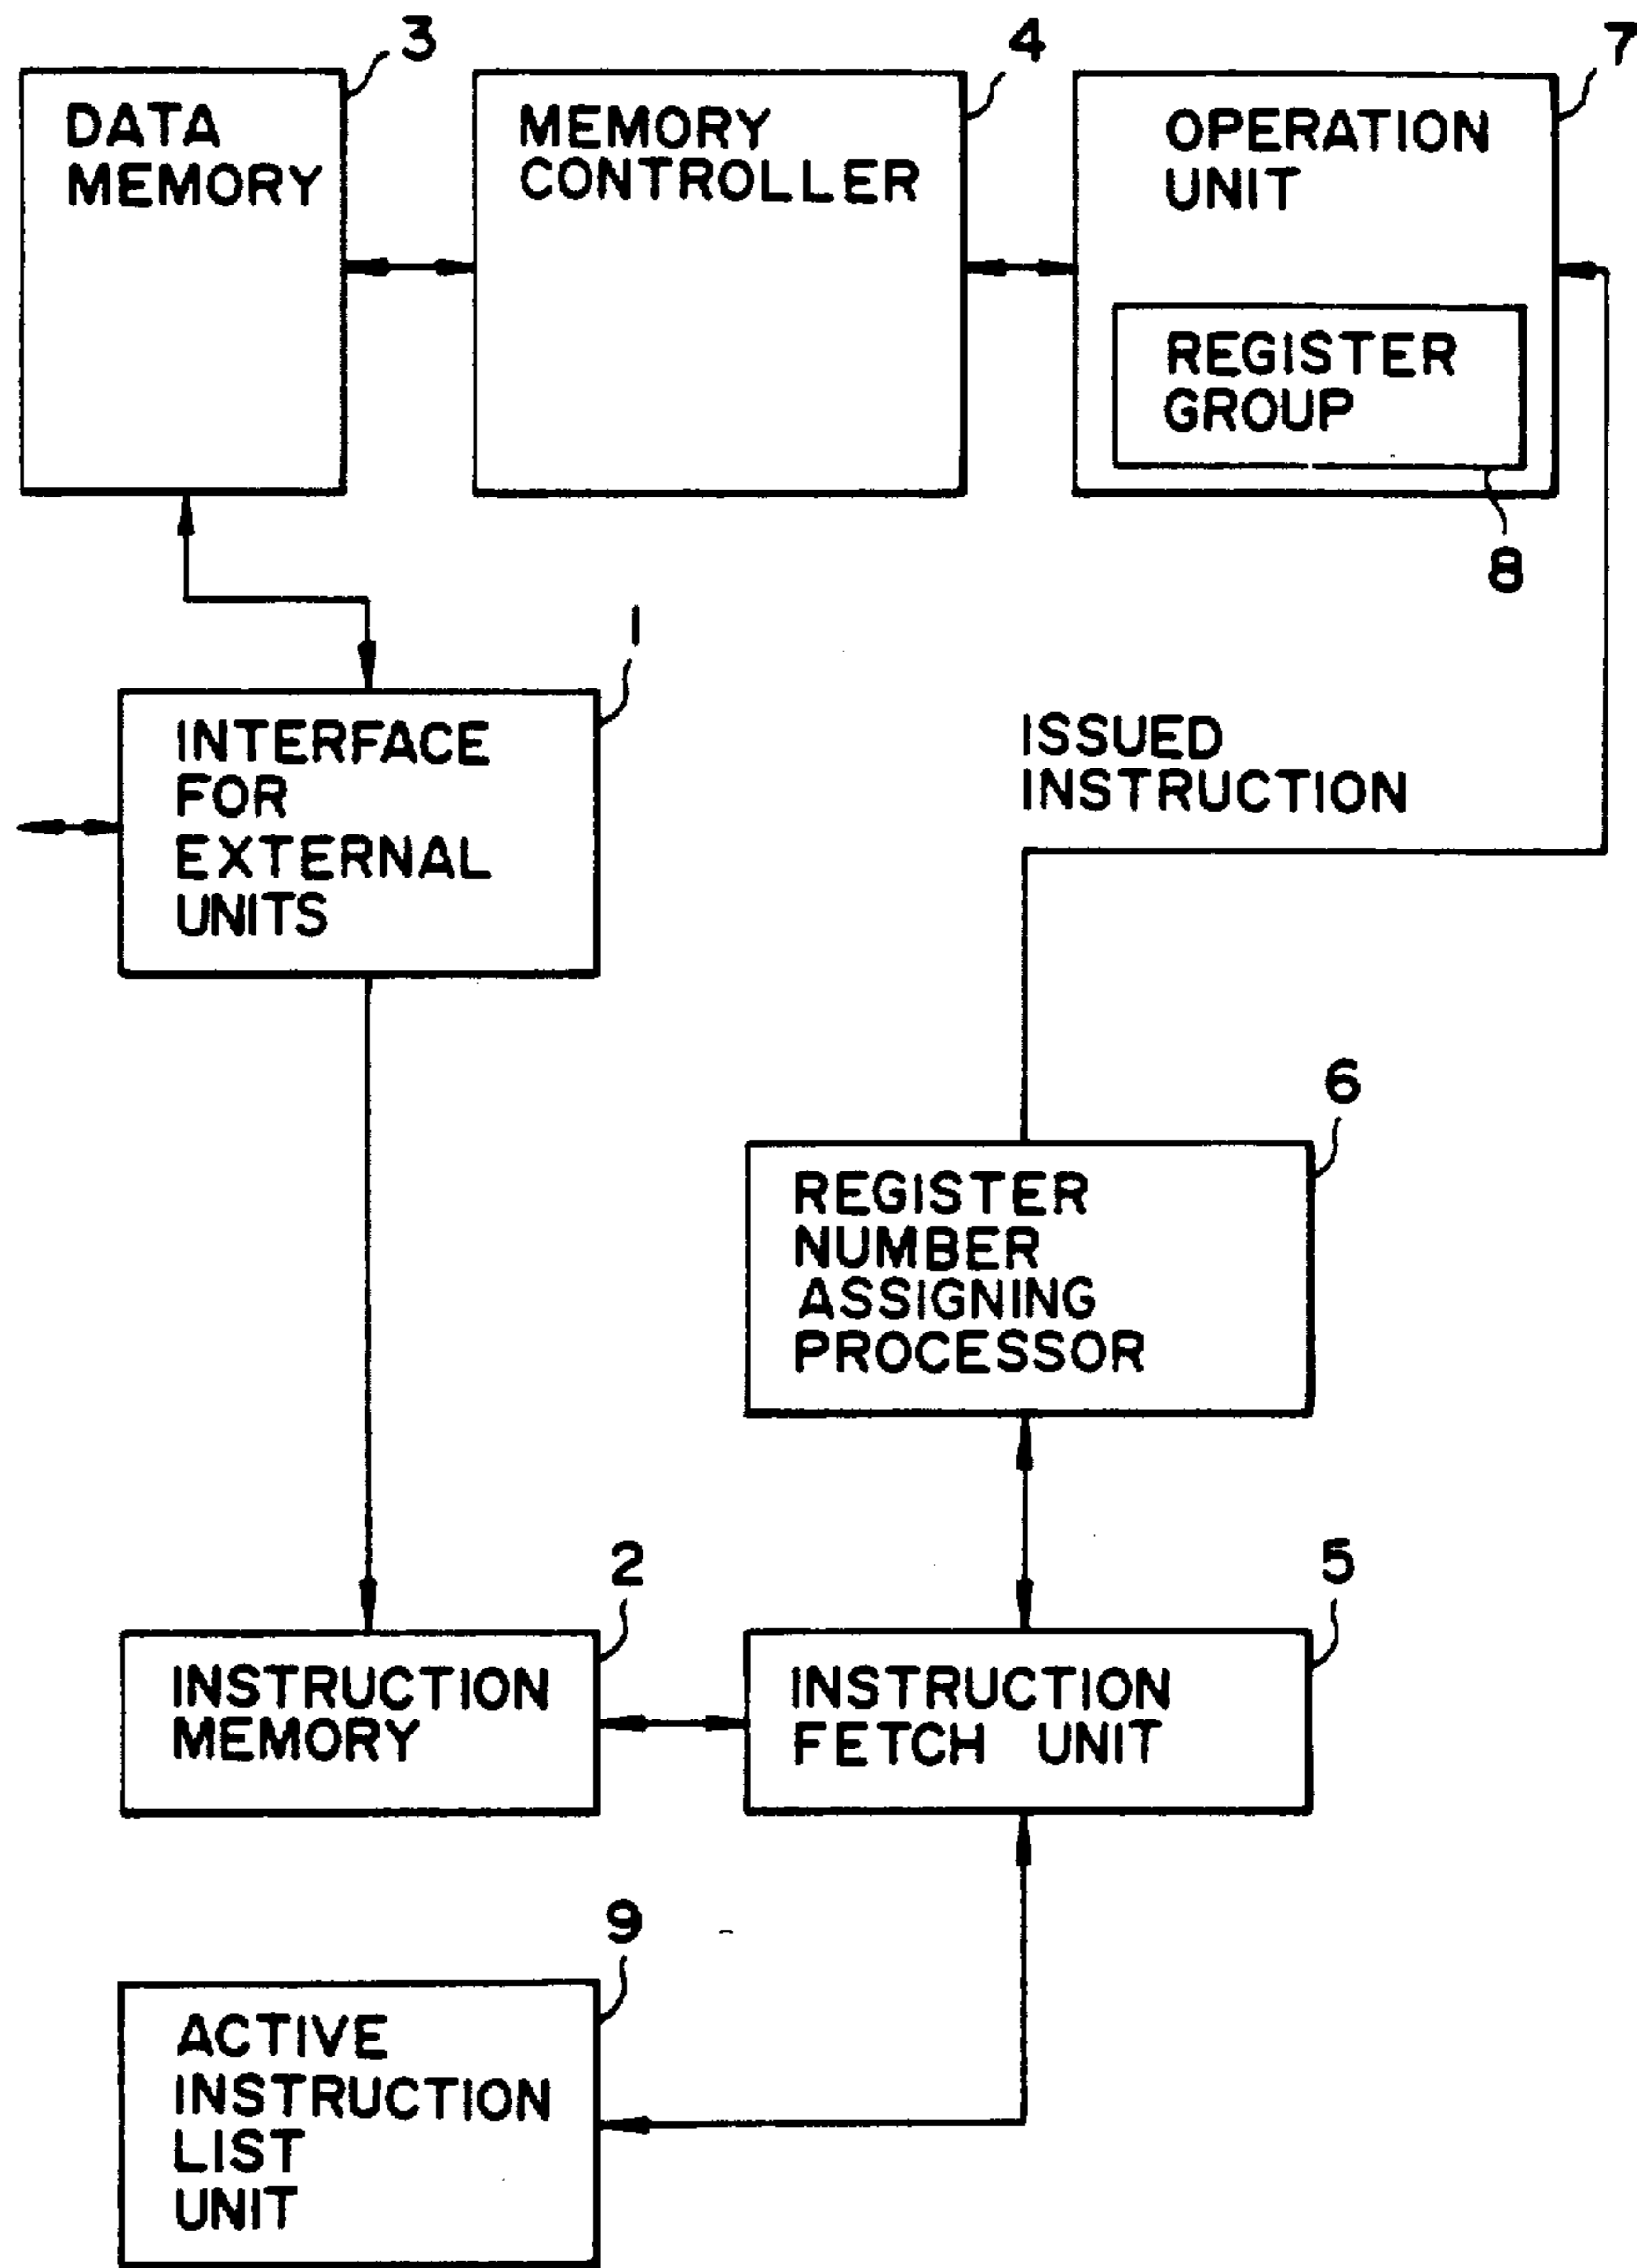 3
DATA
MEMORY
4
MEMORY
CONTROLLER
7
OPERATION
UNIT
REGISTER
GROUP
8
1
INTERFACE
FOR
EXTERNAL
UNITS
ISSUED
INSTRUCTION
6
REGISTER
NUMBER
ASSIGNING
PROCESSOR
2
INSTRUCTION
MEMORY
5
INSTRUCTION
FETCH UNIT
9
ACTIVE
INSTRUCTION
LIST
UNIT